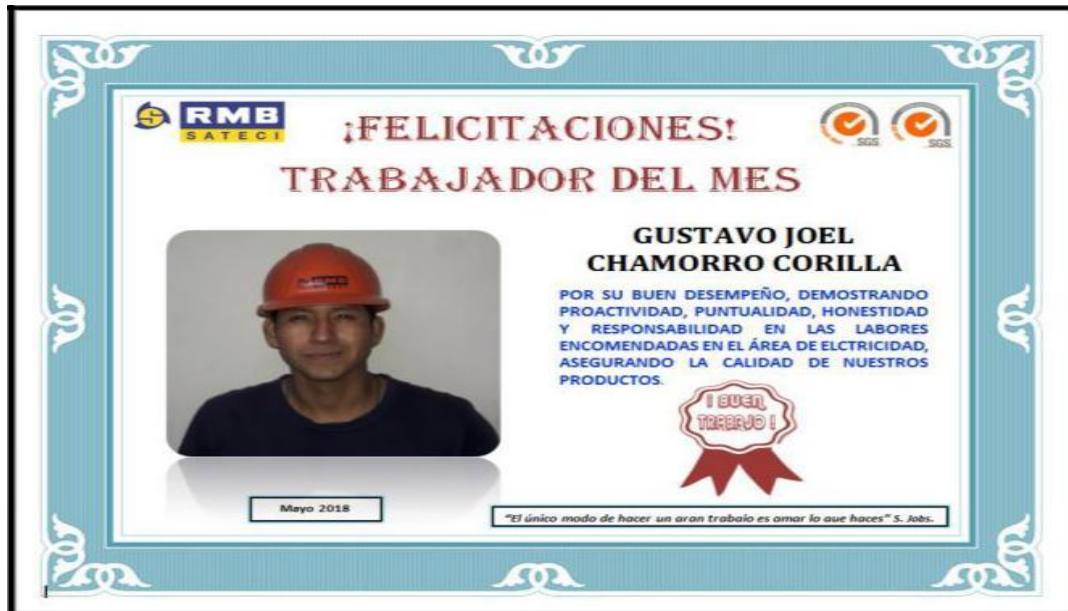 RMB
SATECI
¡FELICITACIONES!
SGS
SGS
TRABAJADOR DEL MES
GUSTAVO JOEL
CHAMORRO CORILLA
POR SU BUEN DESEMPEÑO, DEMOSTRANDO
PROACTIVIDAD, PUNTUALIDAD, HONESTIDAD
Y RESPONSABILIDAD EN LAS LABORES
ENCOMENDADAS EN EL ÁREA DE ELCTRICIDAD,
ASEGURANDO LA CALIDAD DE NUESTROS
PRODUCTOS.
¡ BUEN
TRABAJO !
Mayo 2018
"El único modo de hacer un gran trabajo es amar lo que haces" S. Jobs.